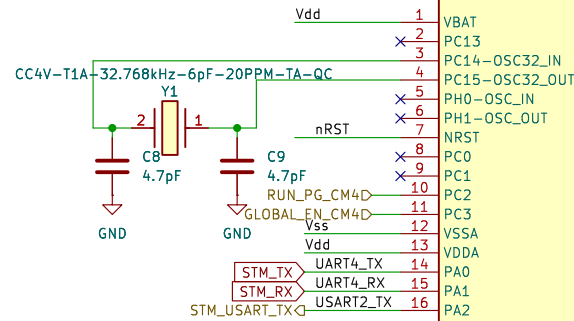 Vdd 1 VBAT
2 PC13
3 PC14-OSC32_IN
CC4V-T1A-32.768kHz-6pF-20PPM-TA-QC 4 PC15-OSC32_OUT
Y1 5 PH0-OSC_IN
2 1 6 PH1-OSC_OUT
nRST 7 NRST
C8 C9 8 PC0
4.7pF 4.7pF 9 PC1
RUN_PG_CM4 10 PC2
GLOBAL_EN_CM4 11 PC3
GND GND Vss 12 VSSA
Vdd 13 VDDA
STM_TX UART4_TX 14 PA0
STM_RX UART4_RX 15 PA1
STM_USART_TX USART2_TX 16 PA2